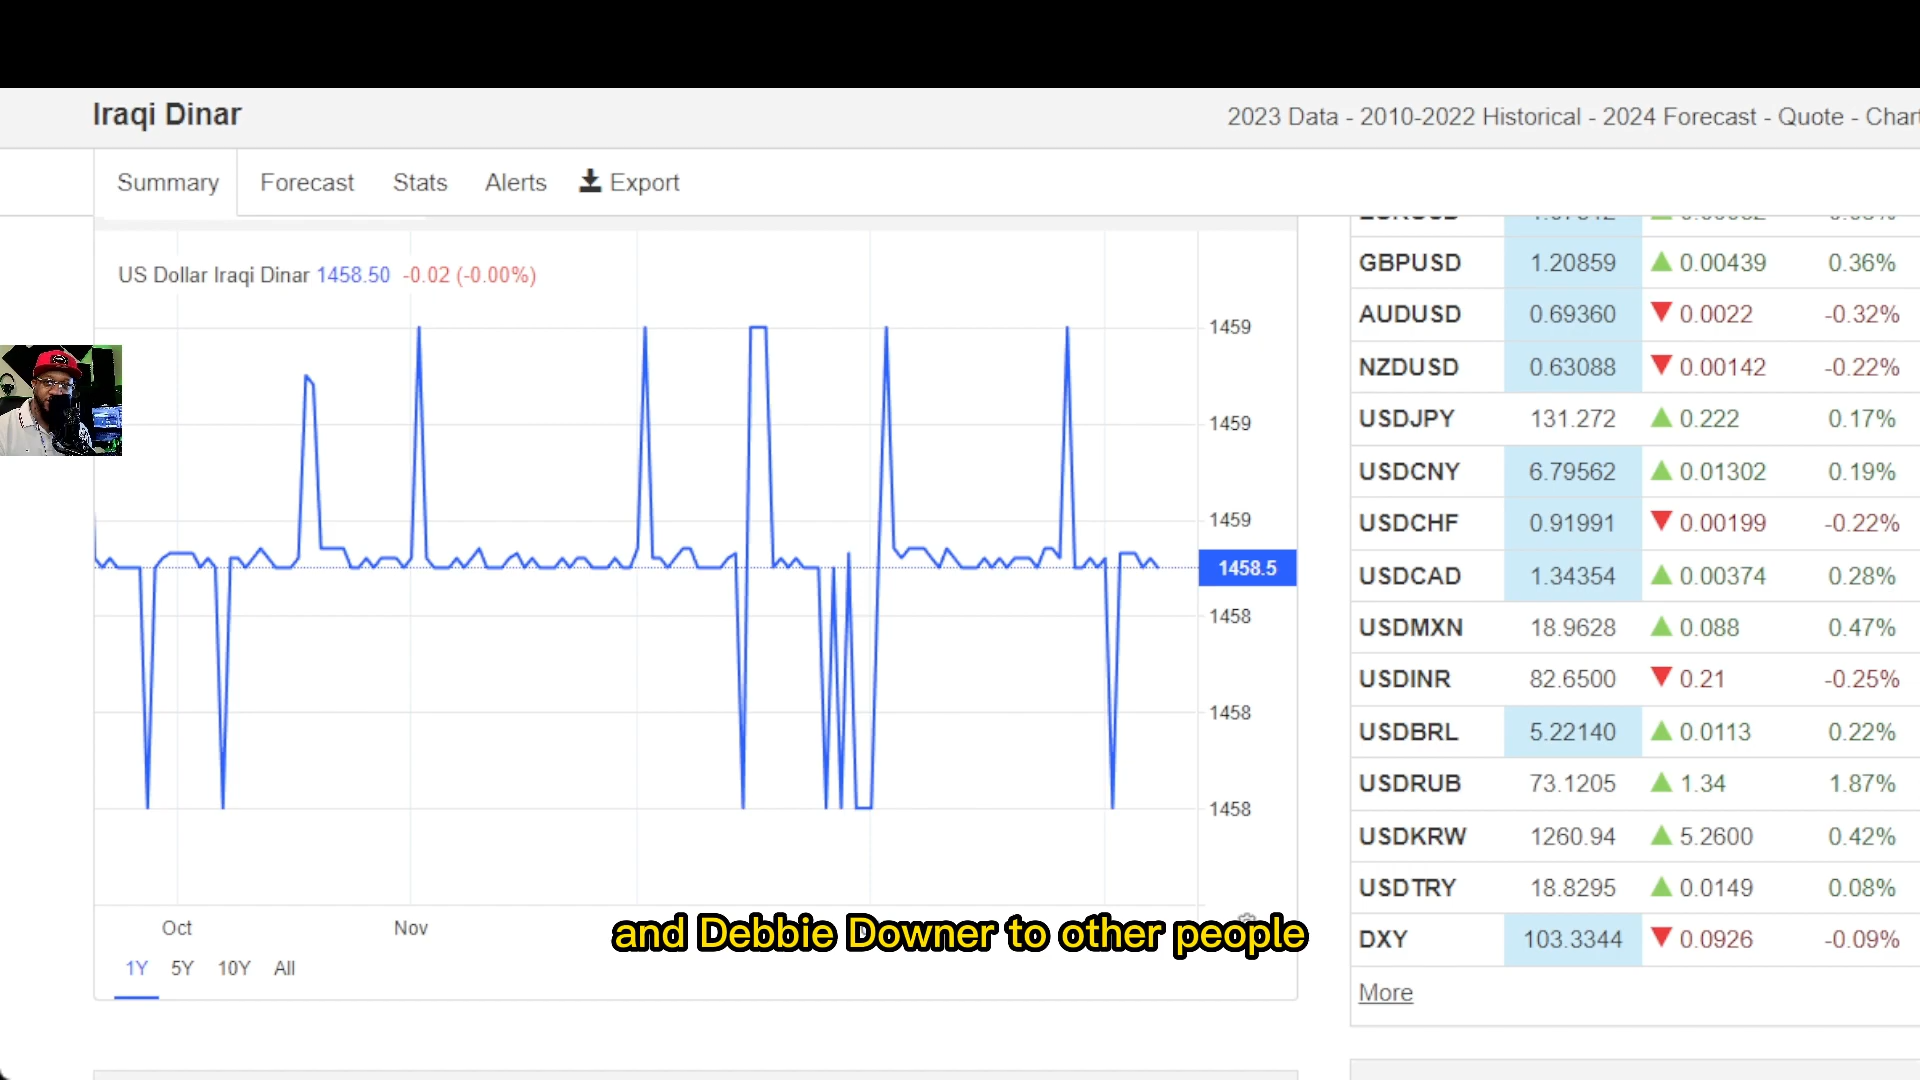 Iraqi Dinar
2023 Data - 2010-2022 Historical - 2024 Forecast - Quote - Chart
Summary Forecast Stats Alerts Export
US Dollar Iraqi Dinar 1458.50 -0.02 (-0.00%)
1459
1459
1459
1458.5
1458
1458
1458
Oct Nov
1Y 5Y 10Y All
GBPUSD 1.20859 0.00439 0.36%
AUDUSD 0.69360 0.0022 -0.32%
NZDUSD 0.63088 0.00142 -0.22%
USDJPY 131.272 0.222 0.17%
USDCNY 6.79562 0.01302 0.19%
USDCHF 0.91991 0.00199 -0.22%
USDCAD 1.34354 0.00374 0.28%
USDMXN 18.9628 0.088 0.47%
USDINR 82.6500 0.21 -0.25%
USDBRL 5.22140 0.0113 0.22%
USDRUB 73.1205 1.34 1.87%
USDKRW 1260.94 5.2600 0.42%
USDTRY 18.8295 0.0149 0.08%
DXY 103.3344 0.0926 -0.09%
More
and Debbie Downer to other people